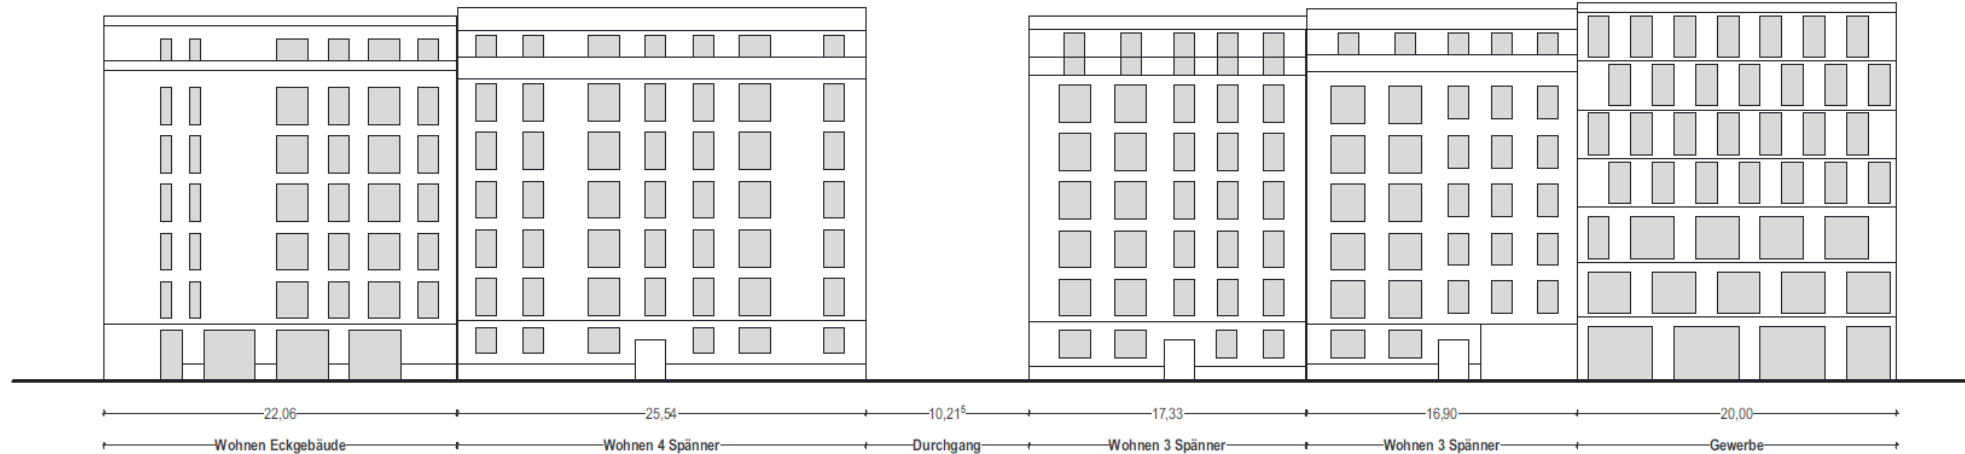 22,06 25,54 10,21⁵ 17,33 16,90 20,00
Wohnen Eckgebäude Wohnen 4 Spänner Durchgang Wohnen 3 Spänner Wohnen 3 Spänner Gewerbe